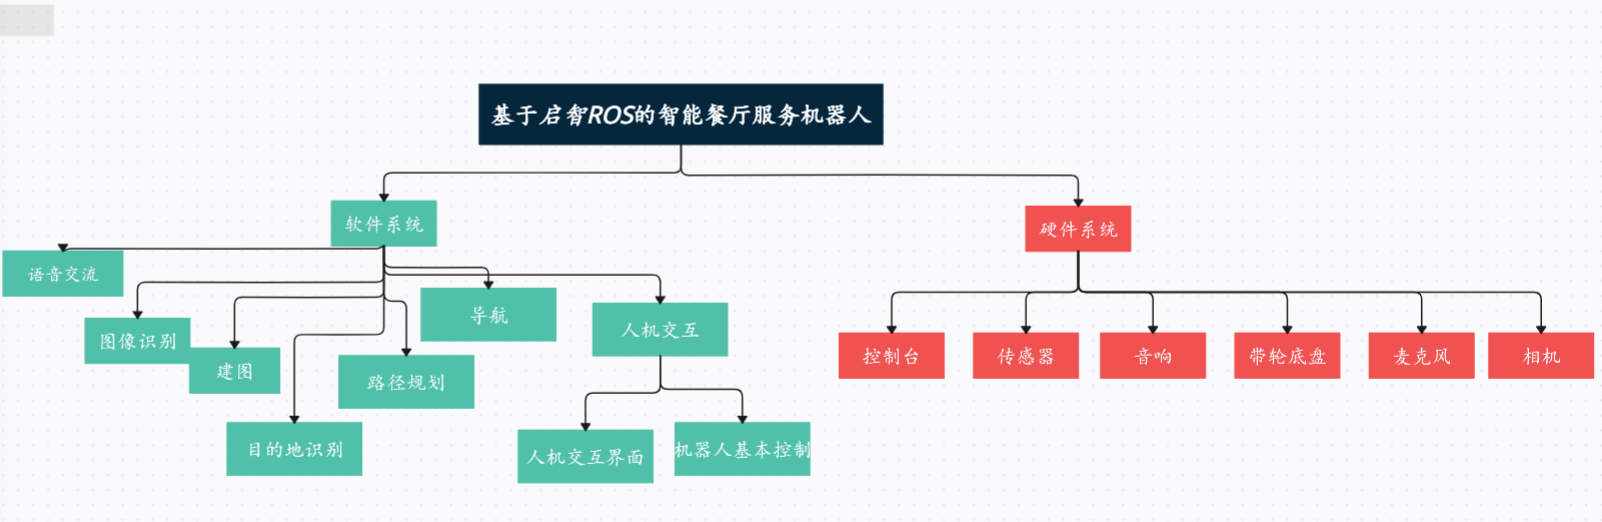 基于启智ROS的智能餐厅服务机器人
软件系统
硬件系统
语音交流
图像识别
建图
目的地识别
路径规划
导航
人机交互
人机交互界面
机器人基本控制
控制台
传感器
音响
带轮底盘
麦克风
相机